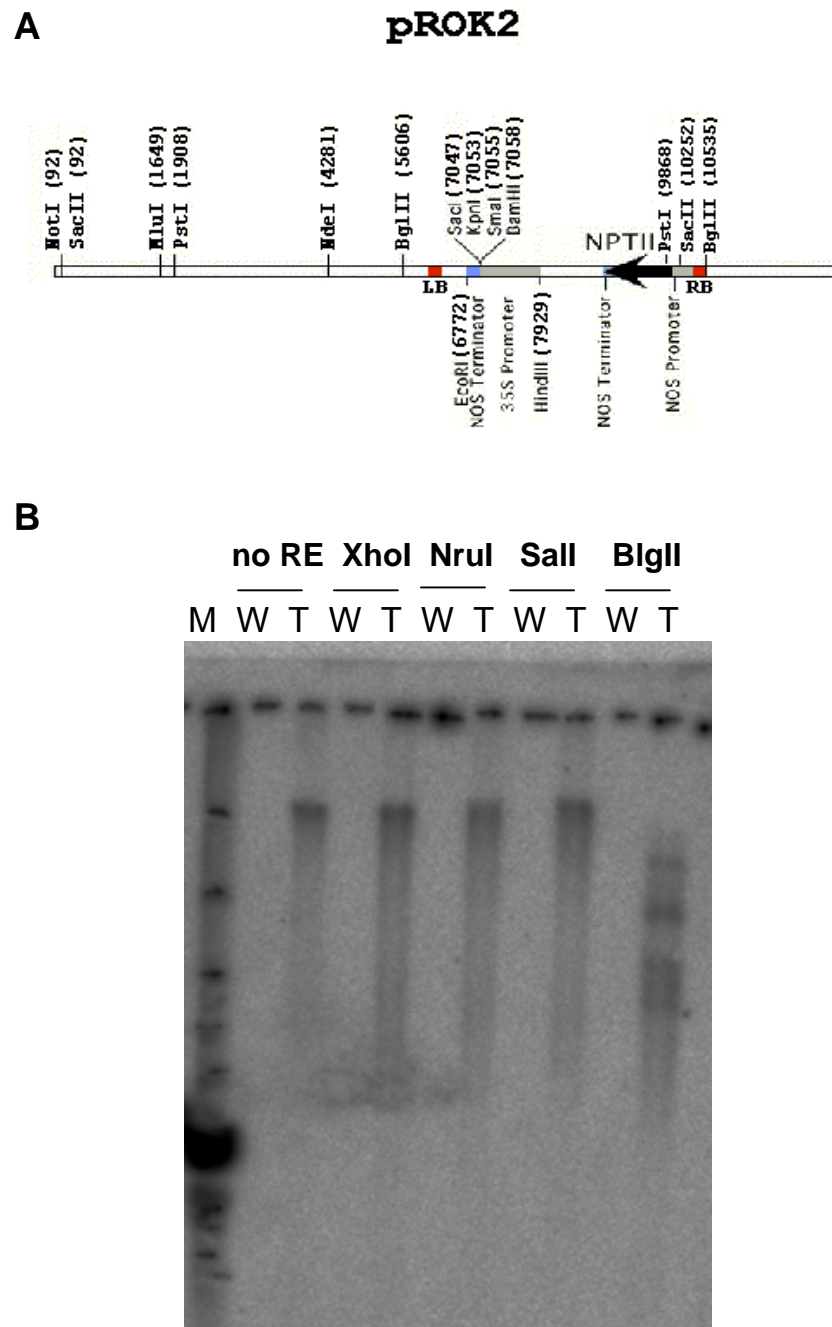 A
pROK2
NotI (92)
SacII (92)
MluI (1649)
PstI (1908)
NdeI (4281)
BglII (5606)
SacI (7047)
KpnI (7053)
SmaI (7055)
BamHI (7058)
NPTII
PstI (9868)
SacII (10252)
BglII (10535)
LB
RB
EcoRI (6772)
NOS Terminator
35S Promoter
HindIII (7929)
NOS Terminator
NOS Promoter
B
no RE XhoI NruI SalI BlgII
M W T W T W T W T W T